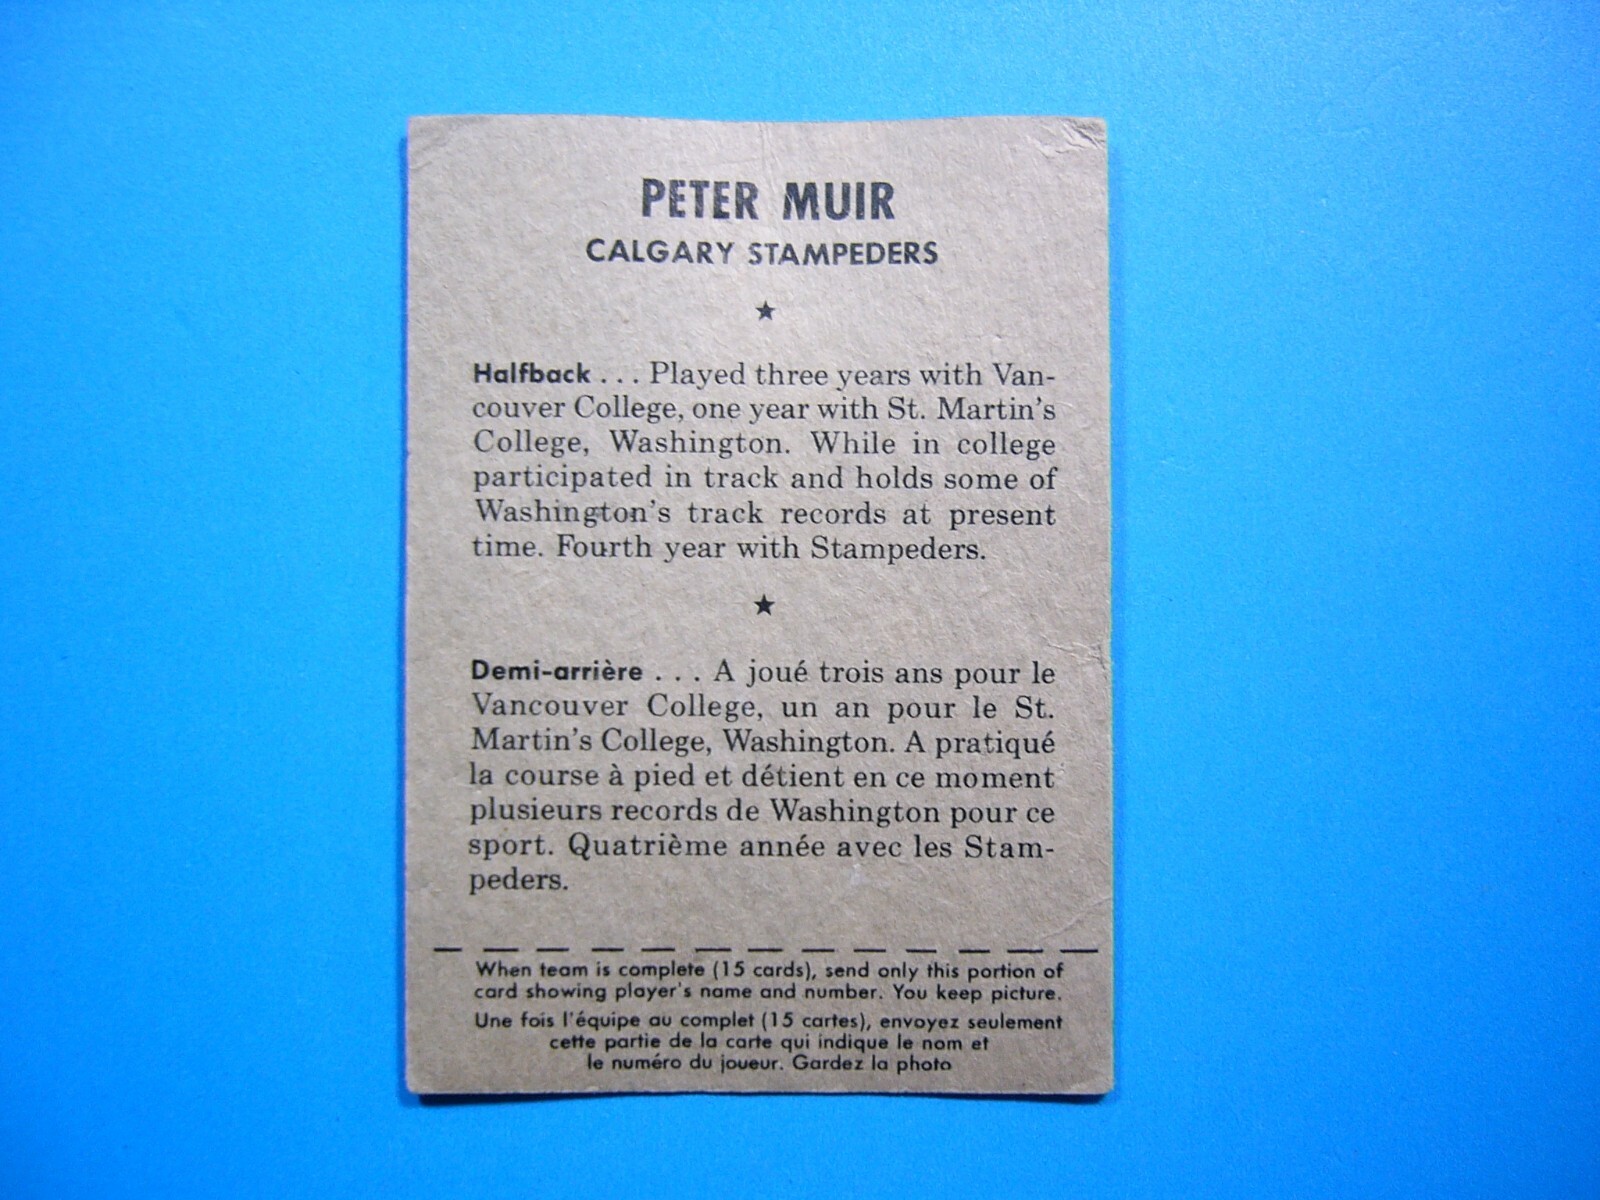 PETER MUIR
CALGARY STAMPEDERS
★
Halfback . . . Played three years with Van-
couver College, one year with St. Martin's
College, Washington. While in college
participated in track and holds some of
Washington's track records at present
time. Fourth year with Stampeders.
★
Demi-arrière . . . A joué trois ans pour le
Vancouver College, un an pour le St.
Martin's College, Washington. A pratiqué
la course à pied et détient en ce moment
plusieurs records de Washington pour ce
sport. Quatrième année avec les Stam-
peders.
When team is complete (15 cards), send only this portion of
card showing player's name and number. You keep picture.
Une fois l'équipe au complet (15 cartes), envoyez seulement
cette partie de la carte qui indique le nom et
le numéro du joueur. Gardez la photo